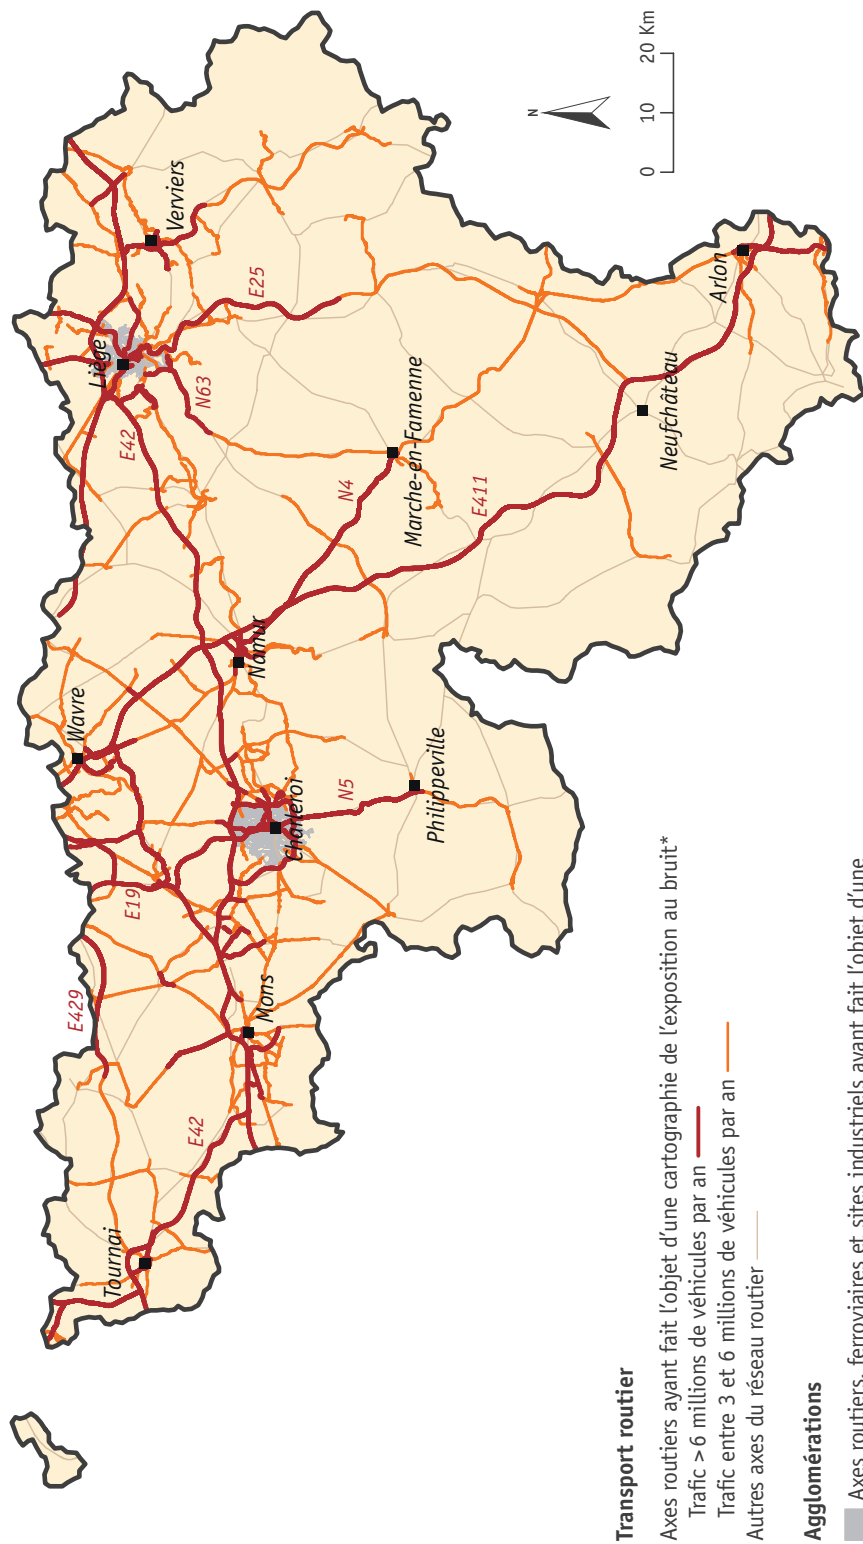 Tournai
E42
E429
Mons
E19
Wavre
Charleroi
N5
Philippeville
Namur
E42
Liège
N63
E25
Verviers
N4
Marche-en-Famenne
E411
Neufchâteau
Arlon
N
0 10 20 Km
Transport routier
Axes routiers ayant fait l'objet d'une cartographie de l'exposition au bruit*
Trafic > 6 millions de véhicules par an
Trafic entre 3 et 6 millions de véhicules par an
Autres axes du réseau routier
Agglomérations
Axes routiers, ferroviaires et sites industriels ayant fait l'objet d'une